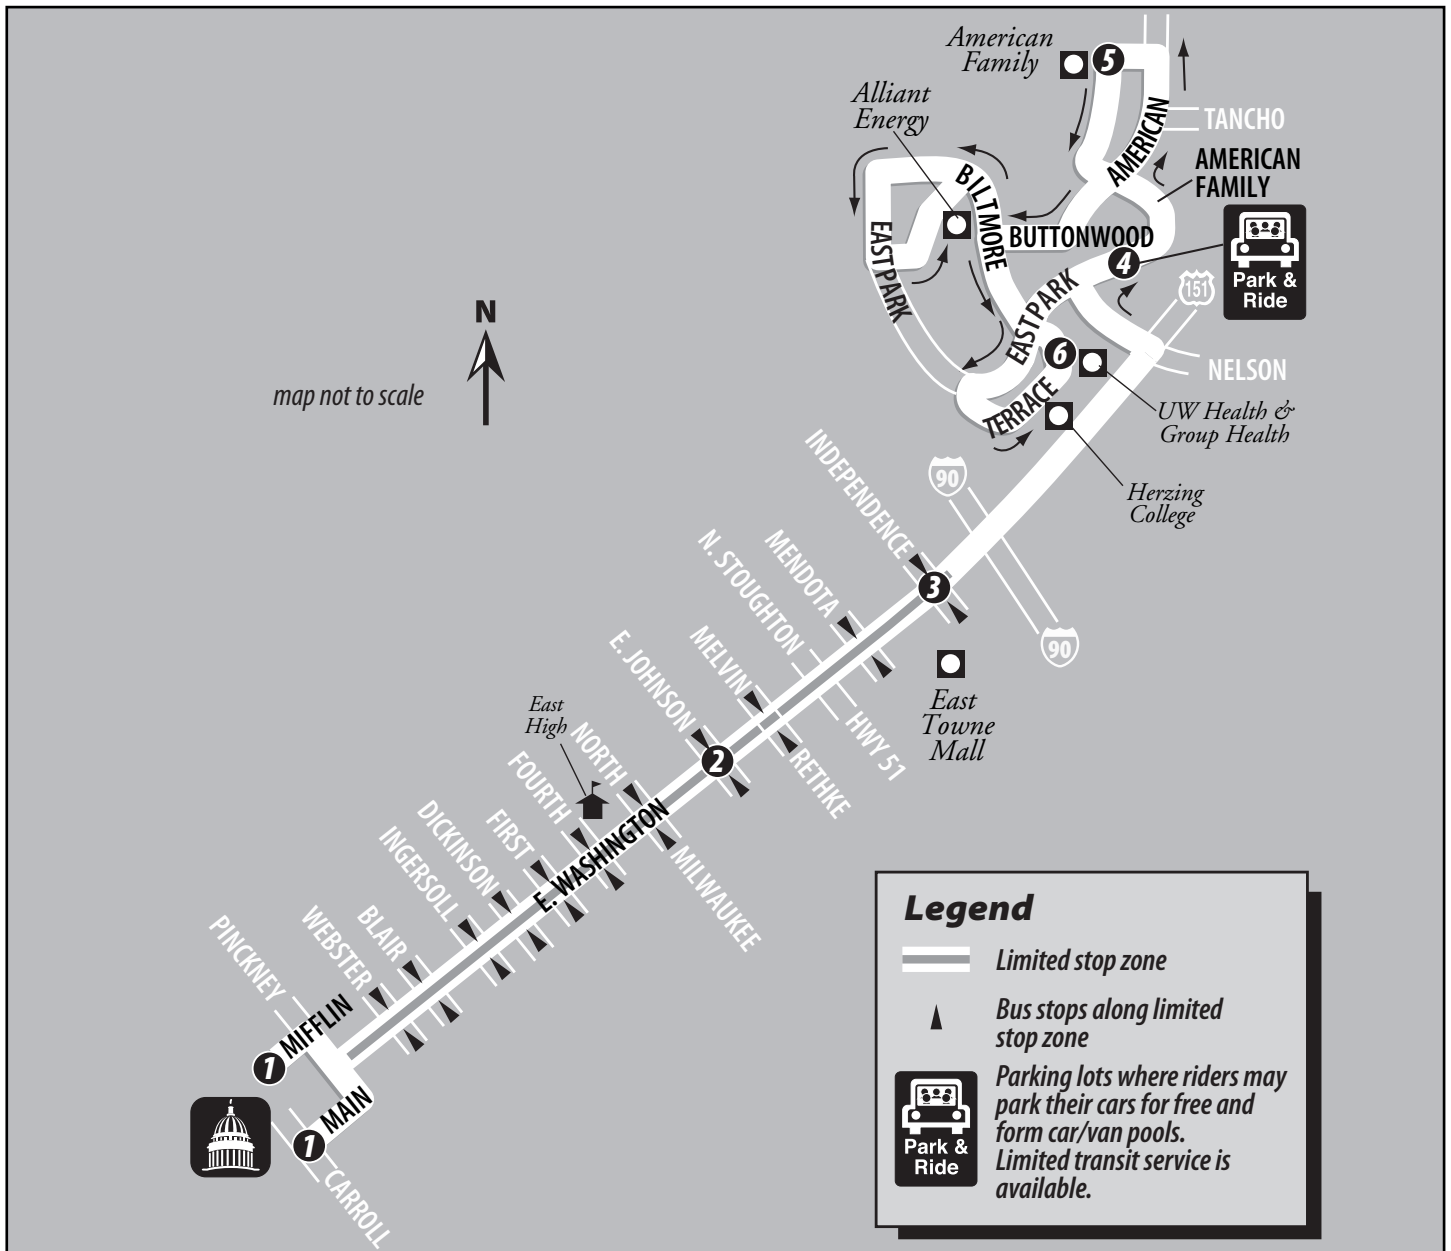 American
Family
5
Alliant
Energy
TANCHO
AMERICAN
AMERICAN
FAMILY
BILTMORE
EASTPARK
BUTTONWOOD
4
Park &
Ride
151
EASTPARK
6
NELSON
TERRACE
UW Health &
Group Health
N
map not to scale
Herzing
College
INDEPENDENCE
90
N. STOUGHTON
MENDOTA
3
90
E. JOHNSON
MELVIN
East
Towne
Mall
HWY 51
RETHKE
2
East
High
NORTH
FOURTH
FIRST
DICKINSON
INGERSOLL
E. WASHINGTON
MILWAUKEE
BLAIR
WEBSTER
PINCKNEY
MIFFLIN
1
MAIN
1
CARROLL
Legend
Limited stop zone
Bus stops along limited
stop zone
Park &
Ride
Parking lots where riders may
park their cars for free and
form car/van pools.
Limited transit service is
available.